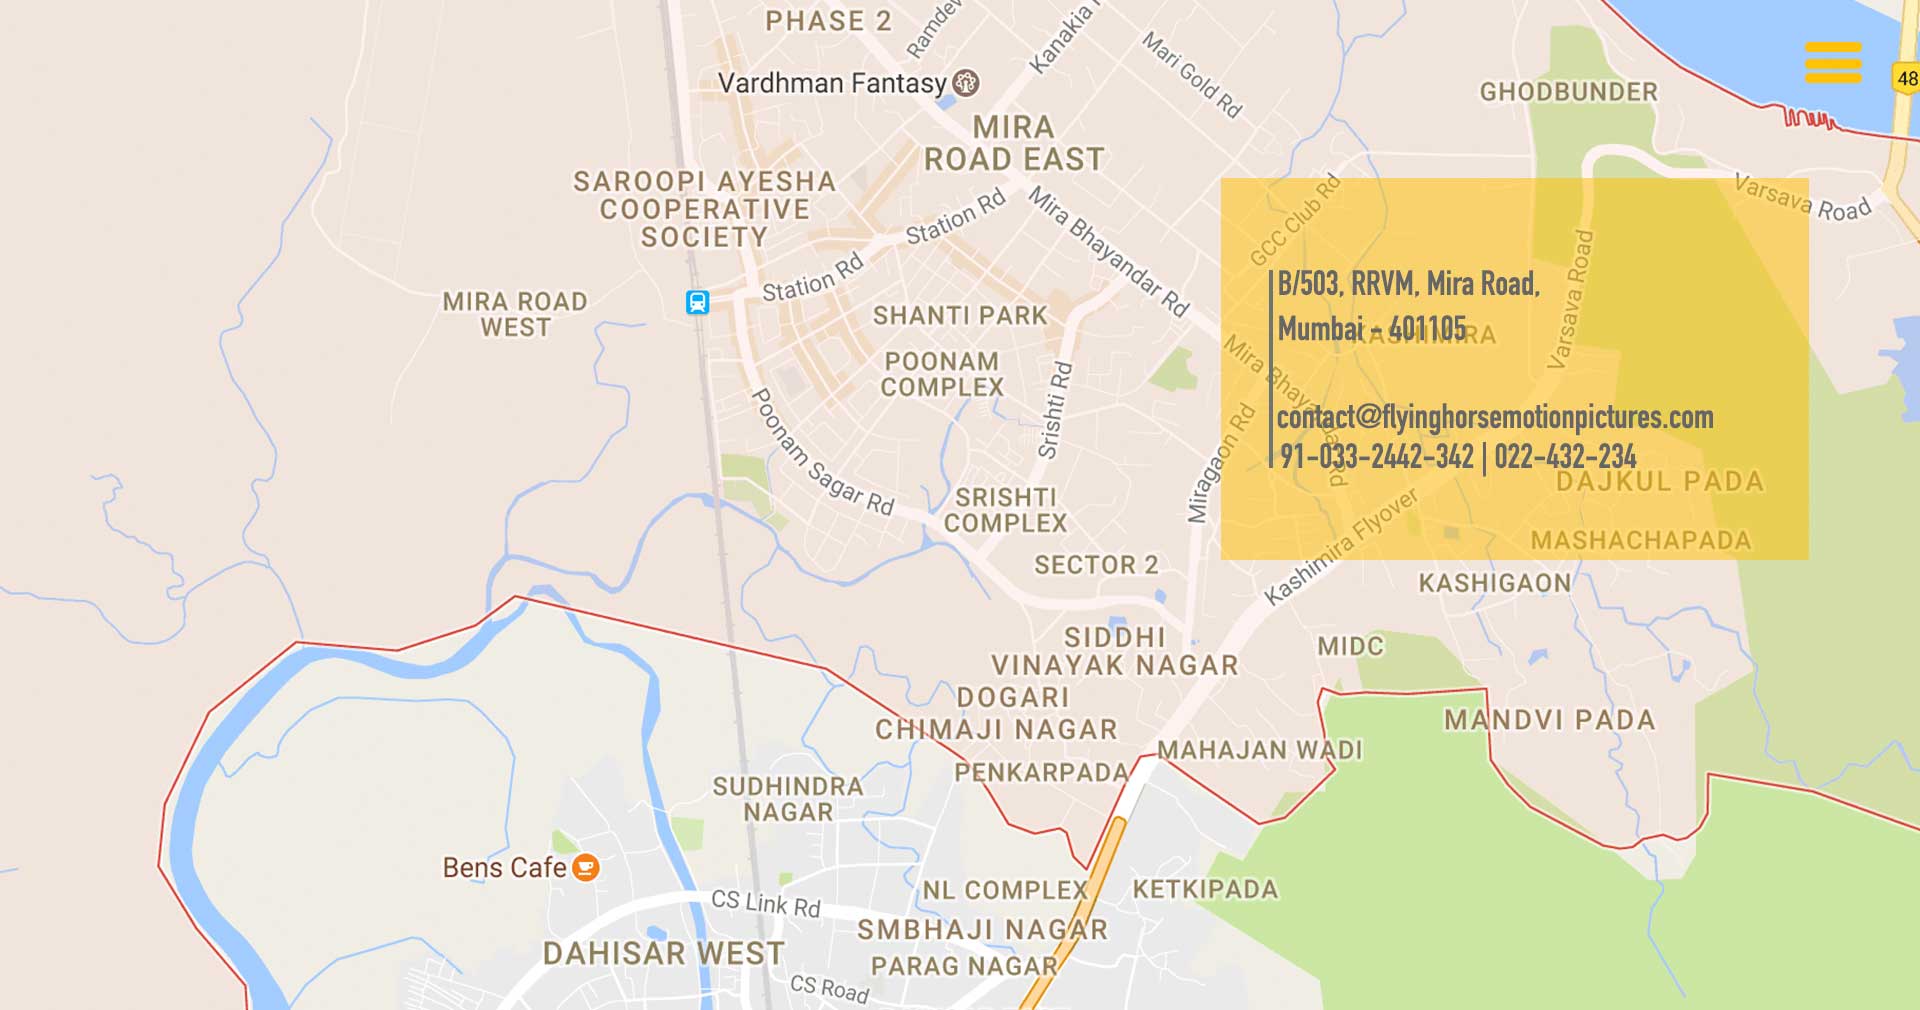 PHASE 2
Ramdev
Kanakia
Mari Gold Rd
Vardhman Fantasy
48
GHODBUNDER
MIRA
ROAD EAST
SAROOPI AYESHA
COOPERATIVE
SOCIETY
Station Rd
Mira Bhayandar Rd
GCC Club Rd
Varsava Road
Varsava Road
Station Rd
B/503, RRVM, Mira Road,
Mumbai - 401105
KASHIMIRA
MIRA ROAD
WEST
SHANTI PARK
POONAM
COMPLEX
Mira Bhayandar Rd
Srishti Rd
Poonam Sagar Rd
Miragaon Rd
contact@flyinghorsemotionpictures.com
91-033-2442-342 | 022-432-234
DAJKUL PADA
SRISHTI
COMPLEX
Kashimira Flyover
MASHACHAPADA
SECTOR 2
KASHIGAON
SIDDHI
VINAYAK NAGAR
MIDC
DOGARI
CHIMAJI NAGAR
MANDVI PADA
MAHAJAN WADI
PENKARPADA
SUDHINDRA
NAGAR
Bens Cafe
NL COMPLEX
KETKIPADA
CS Link Rd
SMBHAJI NAGAR
DAHISAR WEST
PARAG NAGAR
CS Road